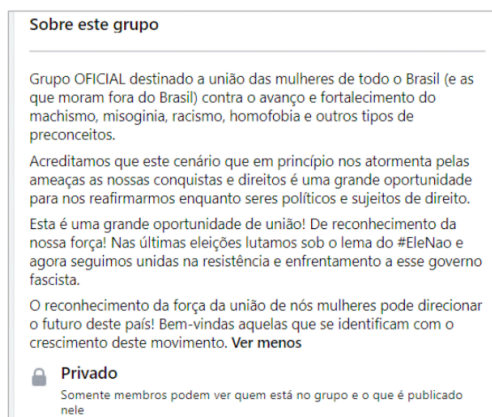 Sobre este grupo
Grupo OFICIAL destinado a união das mulheres de todo o Brasil (e as
que moram fora do Brasil) contra o avanço e fortalecimento do
machismo, misoginia, racismo, homofobia e outros tipos de
preconceitos.
Acreditamos que este cenário que em princípio nos atormenta pelas
ameaças as nossas conquistas e direitos é uma grande oportunidade
para nos reafirmarmos enquanto seres políticos e sujeitos de direito.
Esta é uma grande oportunidade de união! De reconhecimento da
nossa força! Nas últimas eleições lutamos sob o lema do #EleNao e
agora seguimos unidas na resistência e enfrentamento a esse governo
fascista.
O reconhecimento da força da união de nós mulheres pode direcionar
o futuro deste país! Bem-vindas aquelas que se identificam com o
crescimento deste movimento. Ver menos
Privado
Somente membros podem ver quem está no grupo e o que é publicado
nele